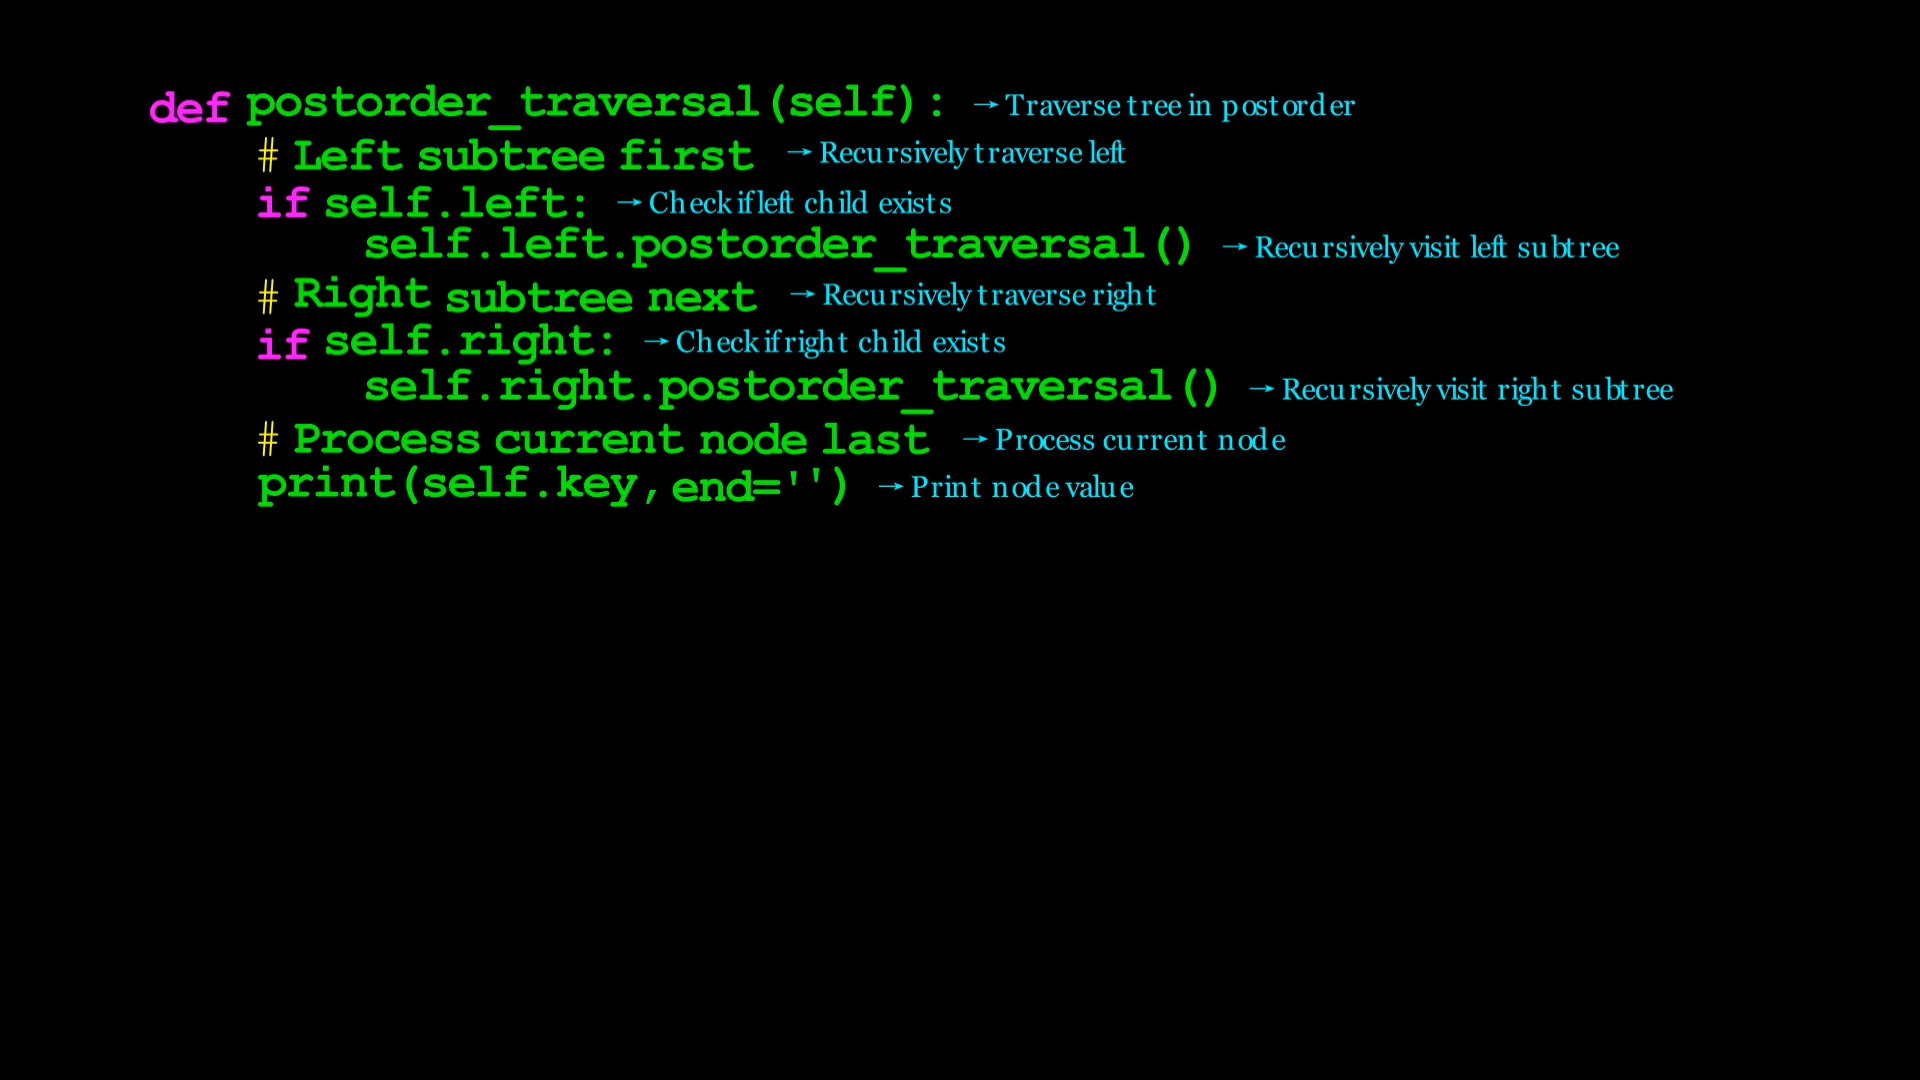 def postorder_traversal(self): → Traverse tree in postorder
# Left subtree first → Recursively traverse left
if self.left: → Check if left child exists
self.left.postorder_traversal() → Recursively visit left subtree
# Right subtree next → Recursively traverse right
if self.right: → Check if right child exists
self.right.postorder_traversal() → Recursively visit right subtree
# Process current node last → Process current node
print(self.key, end='') → Print node value